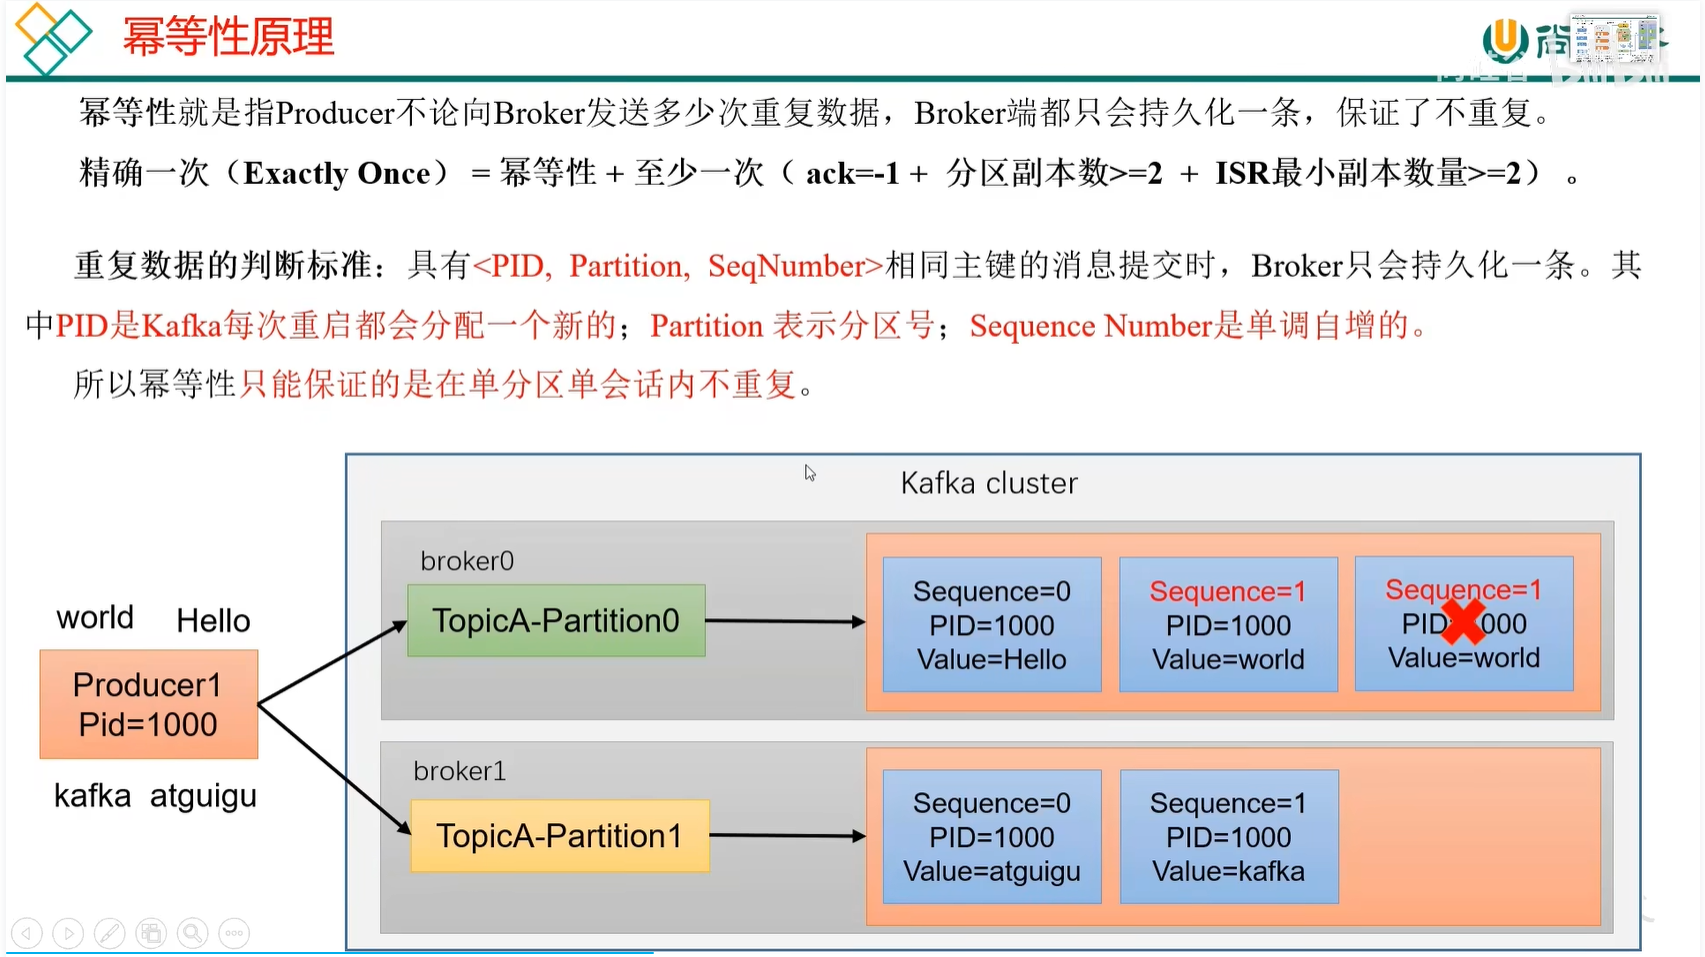 幂等性原理
尚
幂等性就是指Producer不论向Broker发送多少次重复数据，Broker端都只会持久化一条，保证了不重复。
精确一次（Exactly Once） = 幂等性 + 至少一次（ ack=-1 + 分区副本数>=2 + ISR最小副本数量>=2） 。
重复数据的判断标准：具有<PID, Partition, SeqNumber>相同主键的消息提交时，Broker只会持久化一条。其
中PID是Kafka每次重启都会分配一个新的；Partition 表示分区号；Sequence Number是单调自增的。
所以幂等性只能保证的是在单分区单会话内不重复。
Kafka cluster
broker0
TopicA-Partition0
Sequence=0
PID=1000
Value=Hello
Sequence=1
PID=1000
Value=world
Sequence=1
PID=1000
Value=world
world Hello
Producer1
Pid=1000
kafka atguigu
broker1
TopicA-Partition1
Sequence=0
PID=1000
Value=atguigu
Sequence=1
PID=1000
Value=kafka